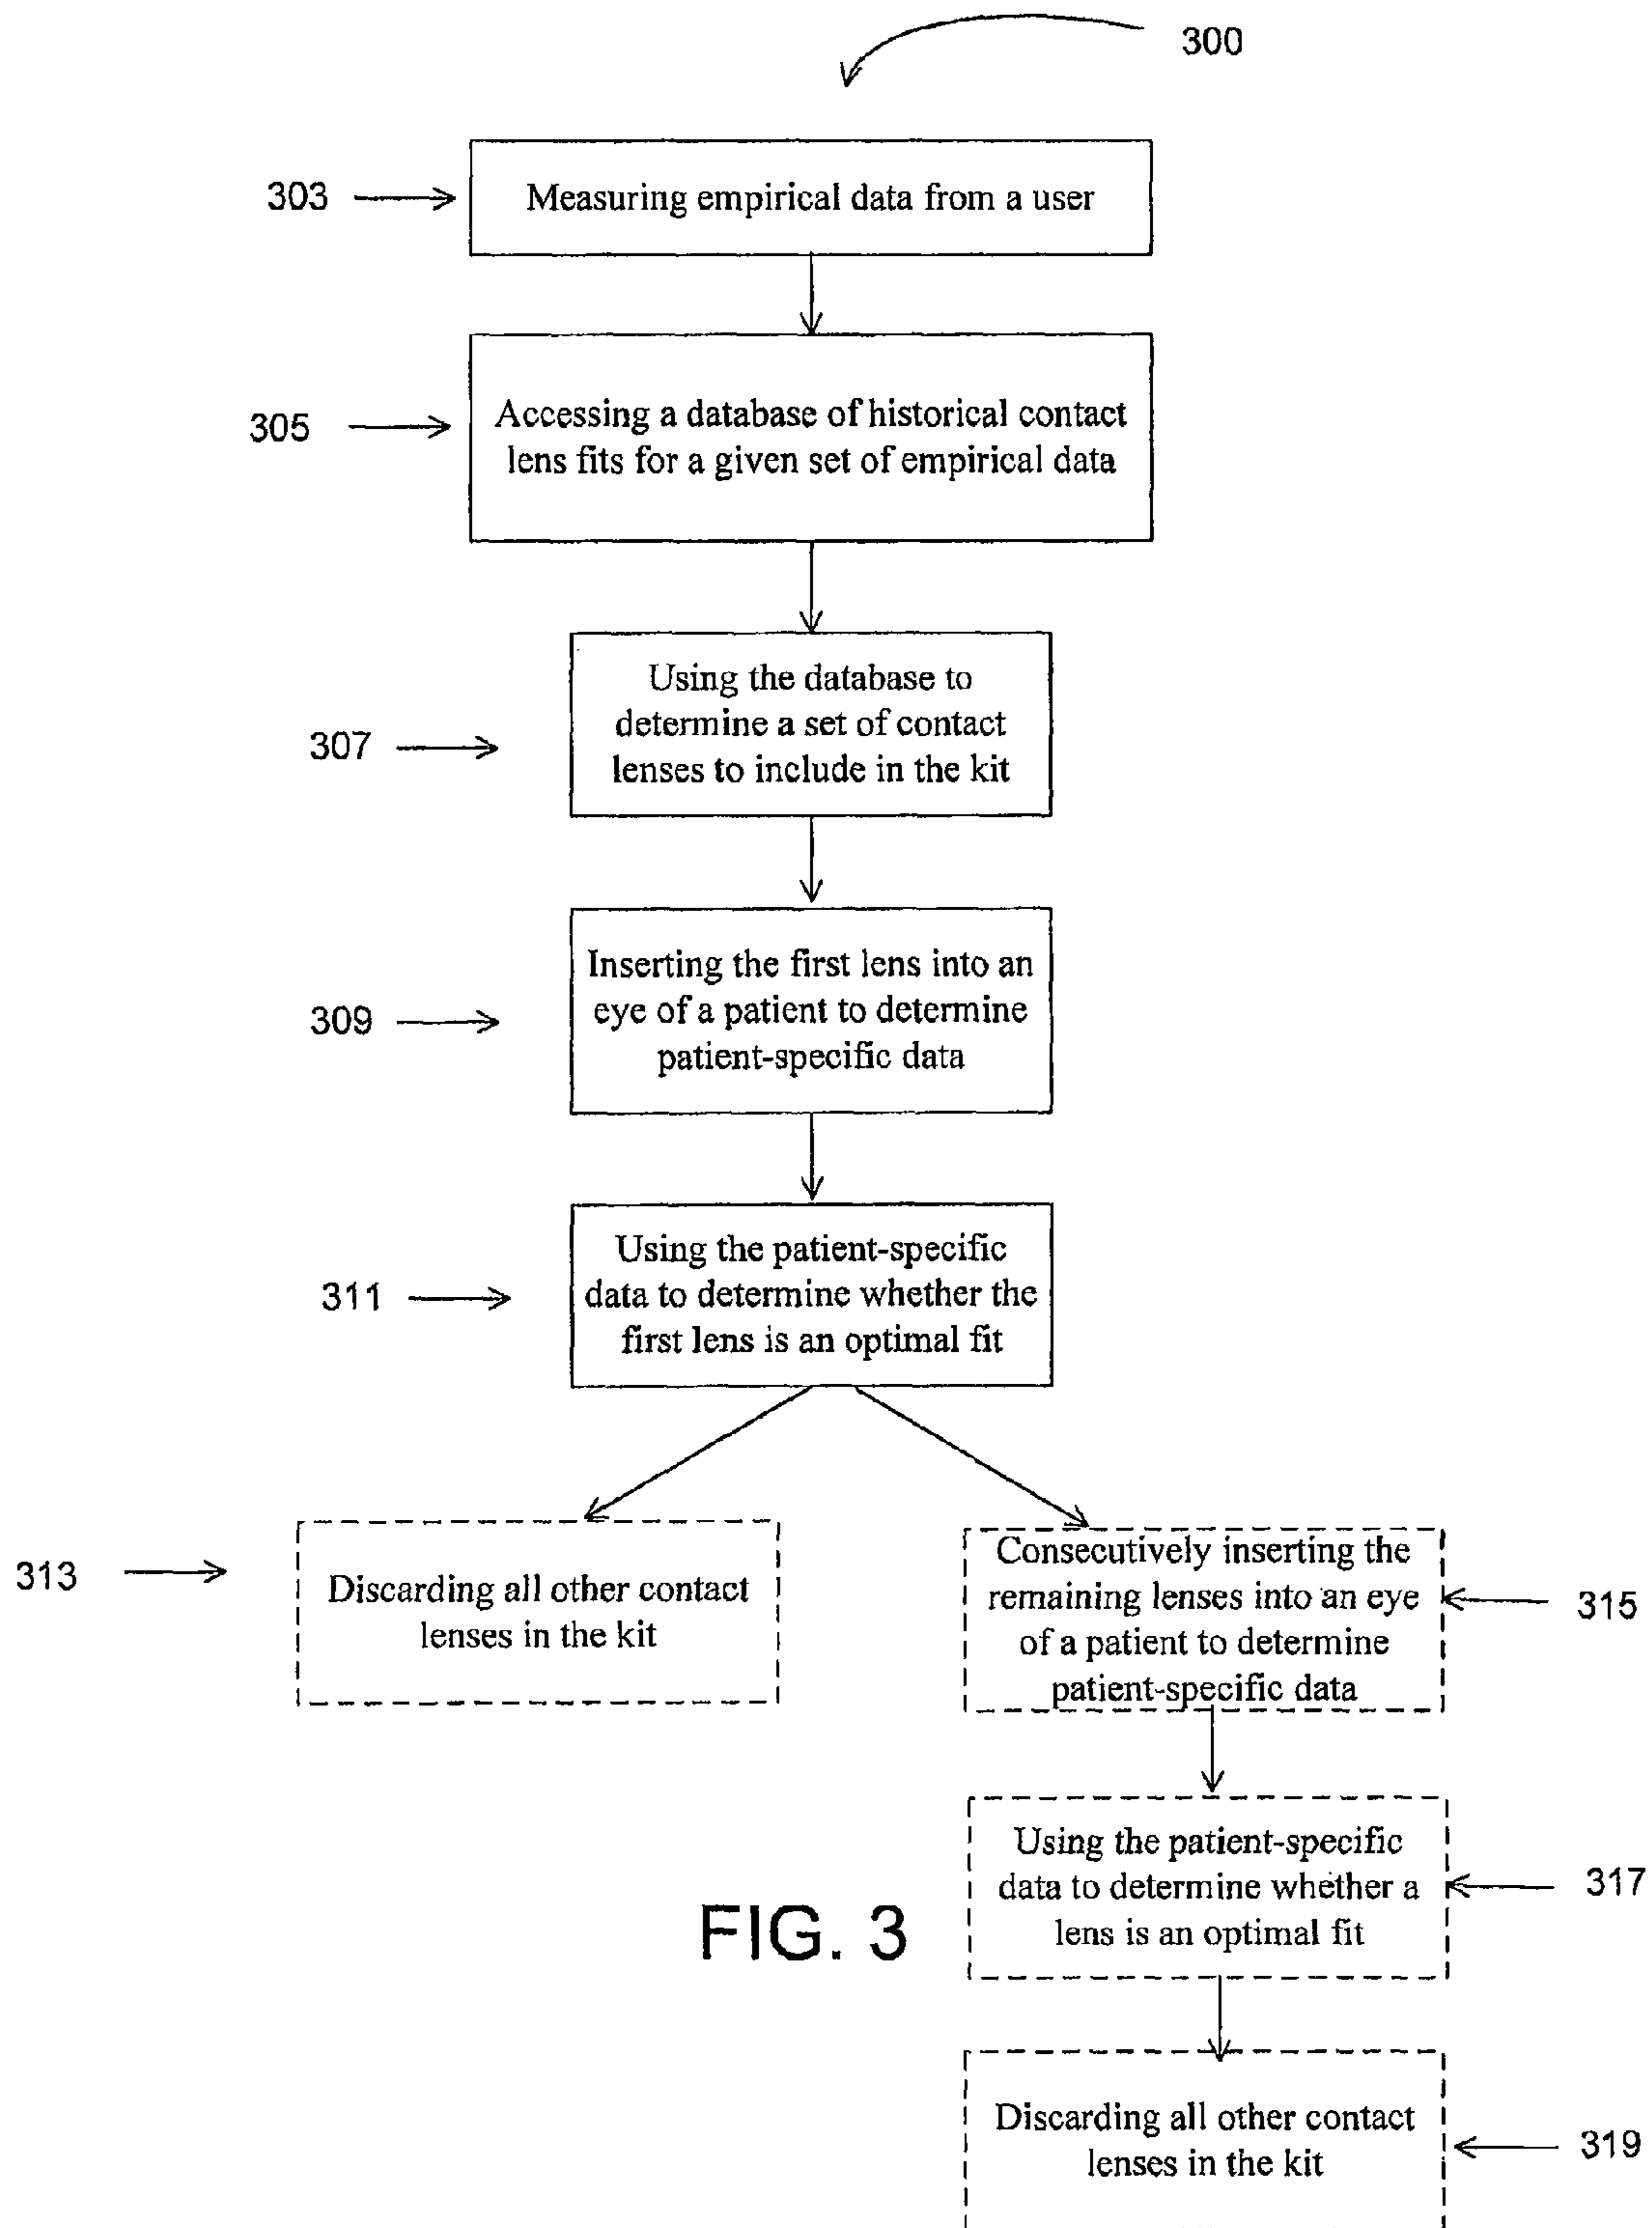 300
303
Measuring empirical data from a user
305
Accessing a database of historical contact
lens fits for a given set of empirical data
307
Using the database to
determine a set of contact
lenses to include in the kit
309
Inserting the first lens into an
eye of a patient to determine
patient-specific data
311
Using the patient-specific
data to determine whether the
first lens is an optimal fit
313
Discarding all other contact
lenses in the kit
Consecutively inserting the
remaining lenses into an eye
of a patient to determine
patient-specific data
315
Using the patient-specific
data to determine whether a
lens is an optimal fit
317
FIG. 3
Discarding all other contact
lenses in the kit
319